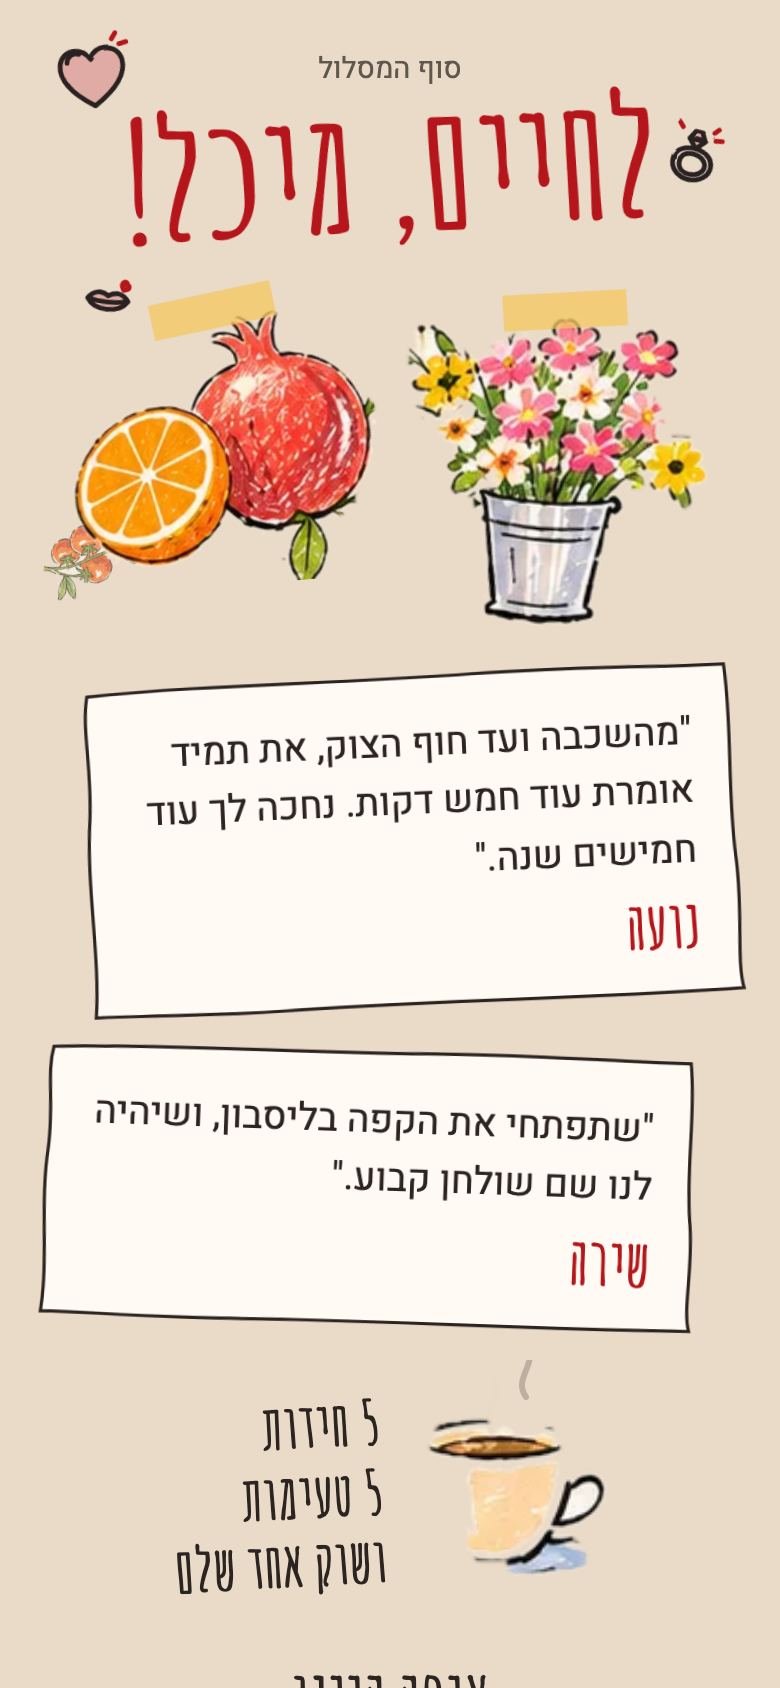 סוף המסלול
לחיים, מיכל!
"מהשכבה ועד חוף הצוק, את תמיד
אומרת עוד חמש דקות. נחכה לך עוד
חמישים שנה."
נועה
"שתפתחי את הקפה בליסבון, ושיהיה
לנו שם שולחן קבוע."
שירה
5 חידות
5 טעימות
ושוק אחד שלם